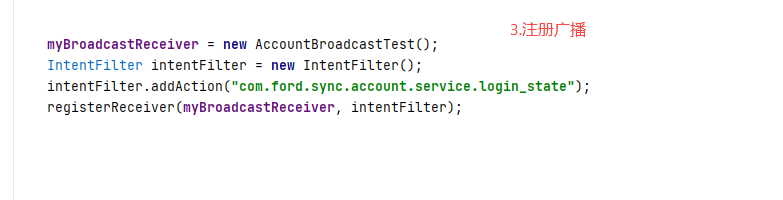 3.注册广播
myBroadcastReceiver = new AccountBroadcastTest();
IntentFilter intentFilter = new IntentFilter();
intentFilter.addAction("com.ford.sync.account.service.login_state");
registerReceiver(myBroadcastReceiver, intentFilter);